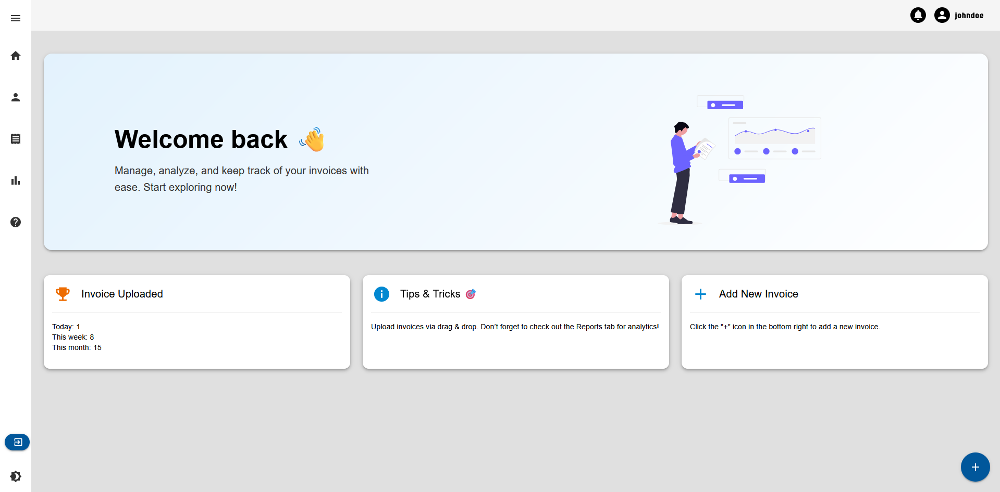 johndoe
Welcome back 👋
Manage, analyze, and keep track of your invoices with
ease. Start exploring now!
Invoice Uploaded
Today: 1
This week: 8
This month: 15
Tips & Tricks 🎯
Upload invoices via drag & drop. Don’t forget to check out the Reports tab for analytics!
Add New Invoice
Click the "+" icon in the bottom right to add a new invoice.